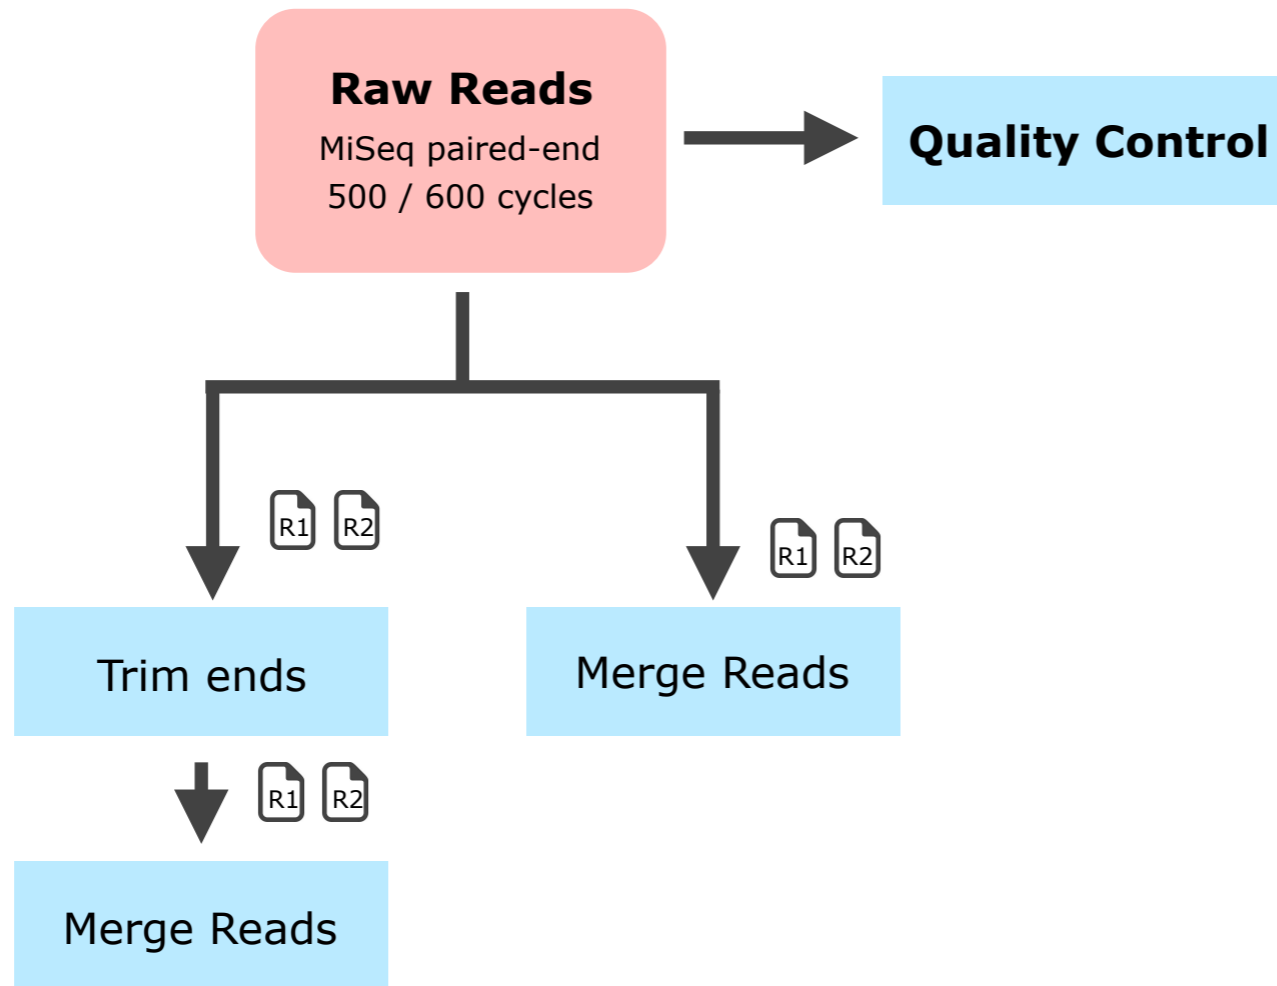 Raw Reads
MiSeq paired-end
500 / 600 cycles
Quality Control
R1 R2
R1 R2
Trim ends
Merge Reads
R1 R2
Merge Reads